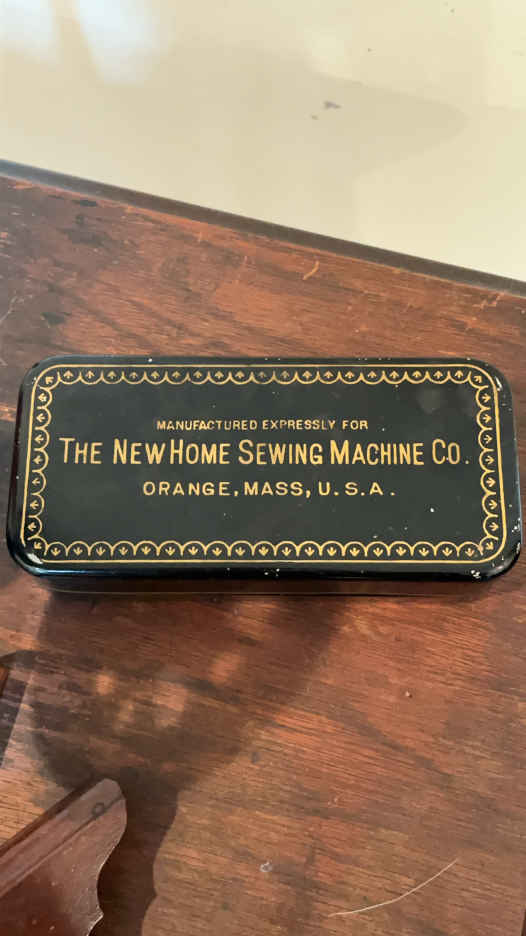 MANUFACTURED EXPRESSLY FOR
THE NEW HOME SEWING MACHINE CO.
ORANGE, MASS, U.S.A.